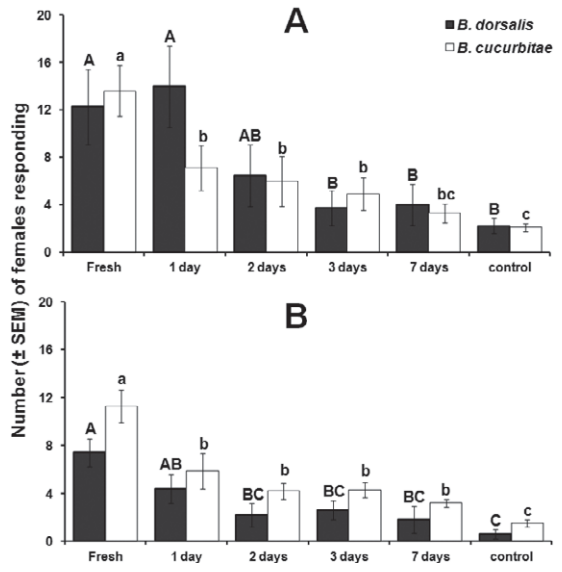 A
B. dorsalis
B. cucurbitae
20
16
12
8
4
0
A a A b AB b B b B bc B c
Fresh 1 day 2 days 3 days 7 days control
Number (± SEM) of females responding
B
20
16
12
8
4
0
A a AB b BC b BC b BC b C c
Fresh 1 day 2 days 3 days 7 days control